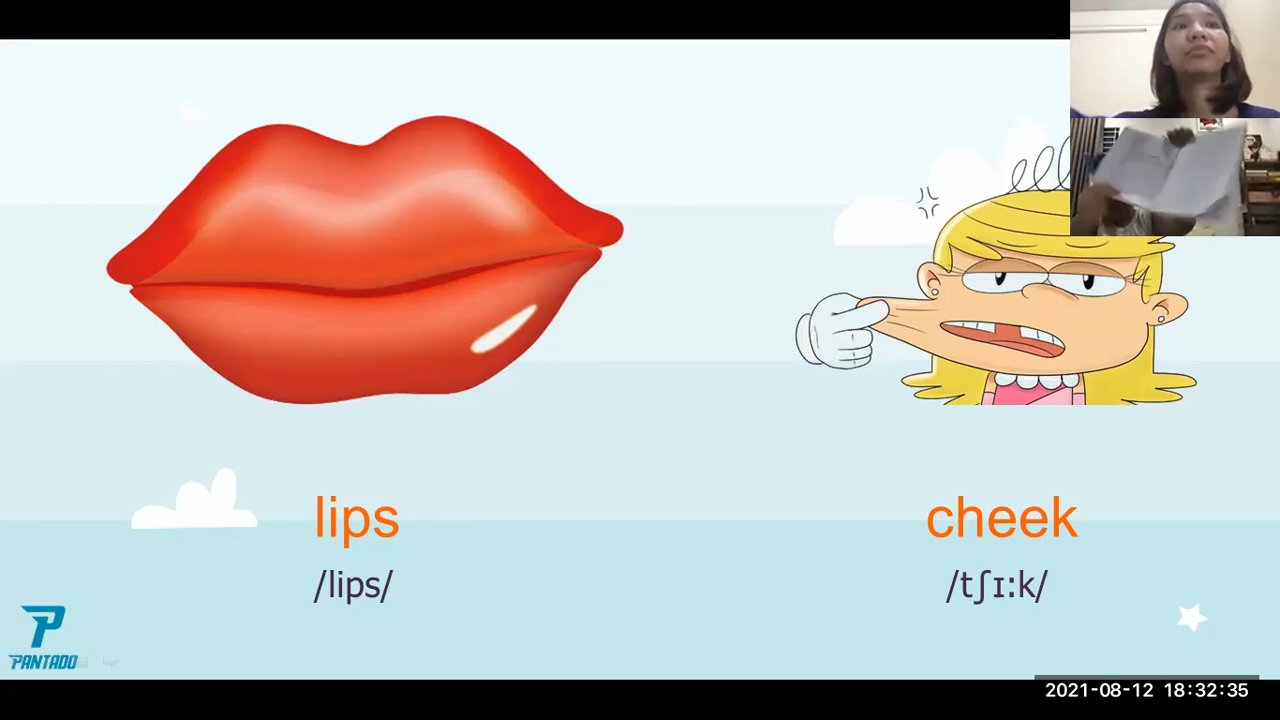 lips
cheek
/lips/
/tʃɪ:k/
PANTADO
2021-08-12 18:32:35